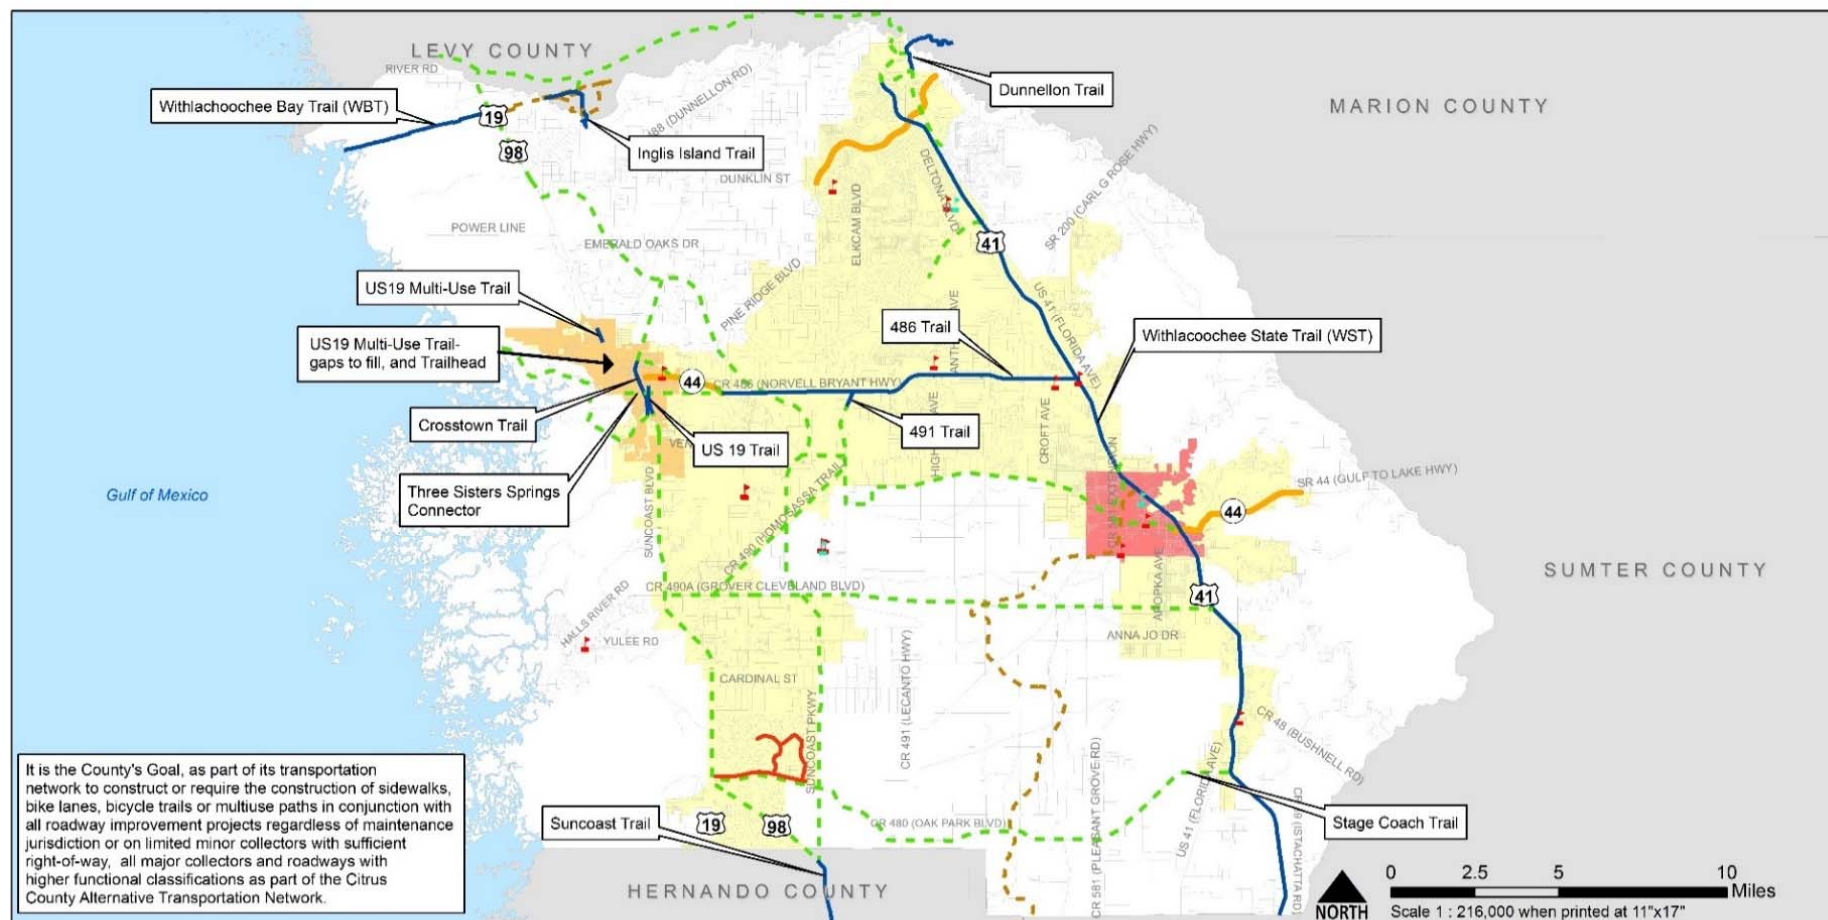 LEVY COUNTY
RIVER RD
Withlachoochee Bay Trail (WBT)
19
98
488 (DUNNELLON RD)
Inglis Island Trail
Dunnellon Trail
MARION COUNTY
DUNKLIN ST
DELTONA BLVD
ELKCAM BLVD
SR 200 (CARL G ROSE HWY)
POWER LINE
EMERALD OAKS DR
41
PINE RIDGE BLVD
US19 Multi-Use Trail
US 41 (FLORIDA AVE)
486 Trail
Withlacoochee State Trail (WST)
US19 Multi-Use Trail-
gaps to fill, and Trailhead
44
CR 486 (NORVELL BRYANT HWY)
Crosstown Trail
491 Trail
US 19 Trail
CROFT AVE
Three Sisters Springs
Connector
Gulf of Mexico
SUNCOAST BLVD
CR 490 (HOMOSASSA TRAIL)
SR 44 (GULF TO LAKE HWY)
44
SUMTER COUNTY
CR 490A (GROVER CLEVELAND BLVD)
APOPKA AVE
41
HALLS RIVER RD
YULEE RD
ANNA JO DR
CARDINAL ST
SUNCOAST PKWY
CR 491 (LECANTO HWY)
CR 581 (PLEASANT GROVE RD)
CR 48 (BUSHNELL RD)
US 41 (FLORIDA AVE)
It is the County's Goal, as part of its transportation
network to construct or require the construction of sidewalks,
bike lanes, bicycle trails or multiuse paths in conjunction with
all roadway improvement projects regardless of maintenance
jurisdiction or on limited minor collectors with sufficient
right-of-way, all major collectors and roadways with
higher functional classifications as part of the Citrus
County Alternative Transportation Network.
Suncoast Trail
19
98
CR 480 (OAK PARK BLVD)
Stage Coach Trail
HERNANDO COUNTY
NORTH
0 2.5 5 10
Miles
Scale 1 : 216,000 when printed at 11"x17"